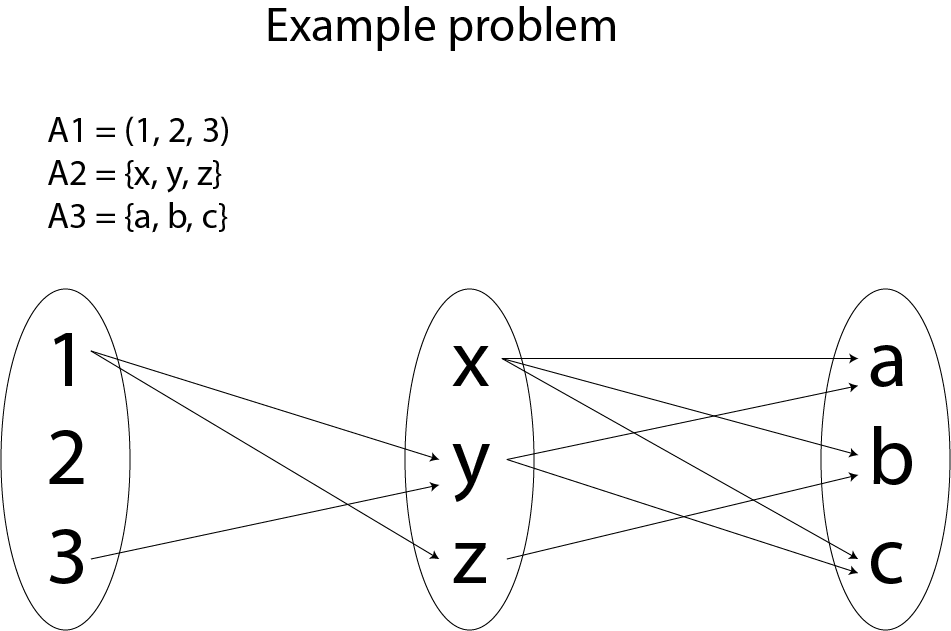 Example problem
A1 = (1, 2, 3)
A2 = {x, y, z}
A3 = {a, b, c}
1 x a
2 y b
3 z c